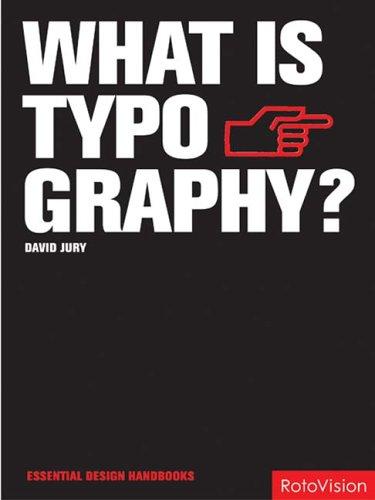 WHAT IS
TYPO
GRAPHY?
DAVID JURY
ESSENTIAL DESIGN HANDBOOKS
RotoVision